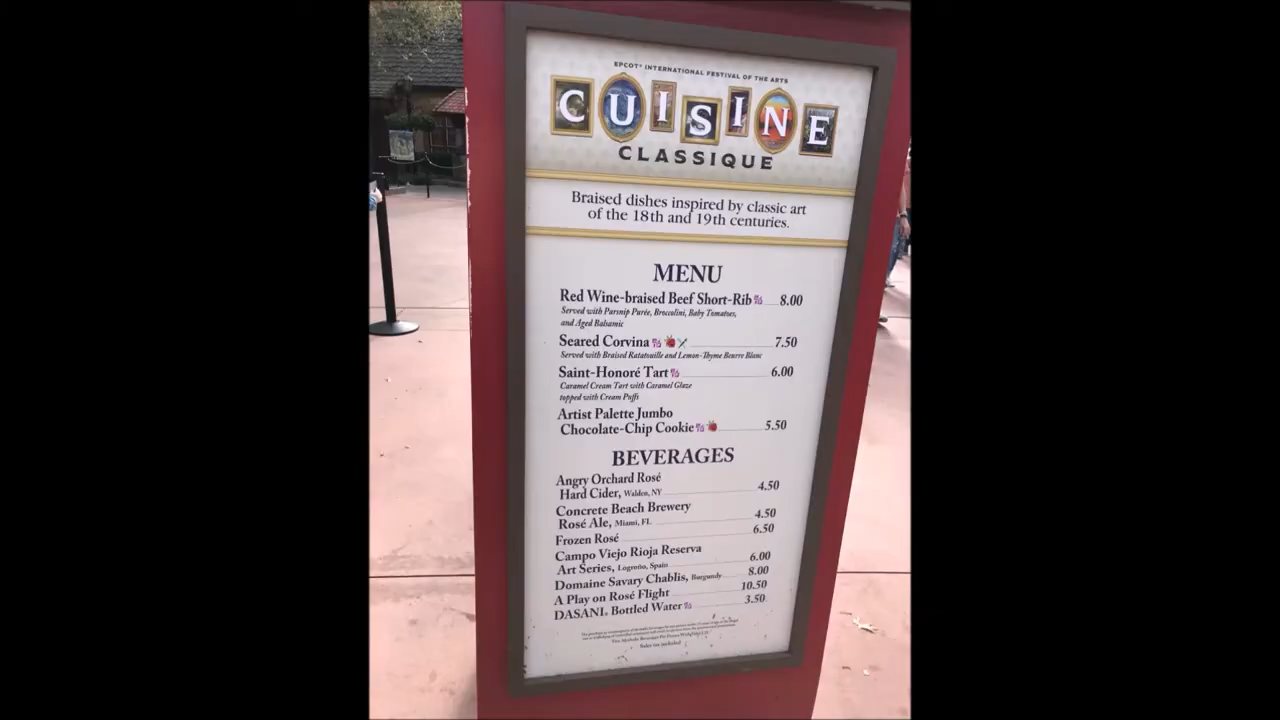 EPCOT® INTERNATIONAL FESTIVAL OF THE ARTS
CUISINE
CLASSIQUE
Braised dishes inspired by classic art
of the 18th and 19th centuries.
MENU
Red Wine-braised Beef Short-Rib 8.00
Served with Parsnip Purée, Broccolini, Baby Tomatoes,
and Aged Balsamic
Seared Corvina 7.50
Served with Braised Ratatouille and Lemon-Thyme Beurre Blanc
Saint-Honoré Tart 6.00
Caramel Cream Tart with Caramel Glaze
topped with Cream Puffs
Artist Palette Jumbo
Chocolate-Chip Cookie 5.50
BEVERAGES
Angry Orchard Rosé
Hard Cider, Walden, NY 4.50
Concrete Beach Brewery
Rosé Ale, Miami, FL 4.50
Frozen Rosé 6.50
Campo Viejo Rioja Reserva
Art Series, Logroño, Spain 6.00
Domaine Savary Chablis, Burgundy 8.00
A Play on Rosé Flight 10.50
DASANI® Bottled Water 3.50
Sales tax included